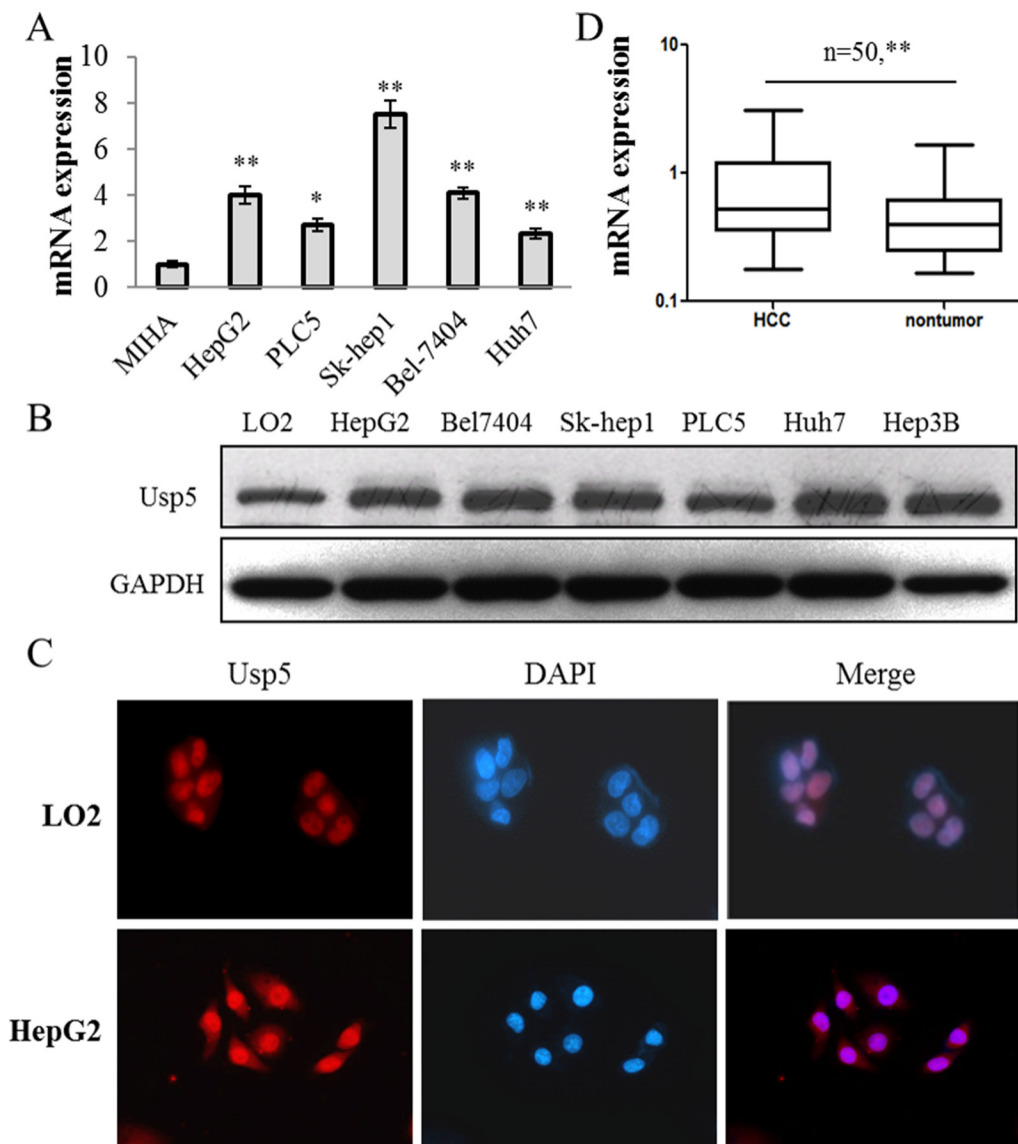 A
mRNA expression
10
8
6
4
2
0
** * ** ** **
MIHA HepG2 PLC5 Sk-hep1 Bel-7404 Huh7
D
mRNA expression
10
1
0.1
n=50,**
HCC nontumor
B
LO2 HepG2 Bel7404 Sk-hep1 PLC5 Huh7 Hep3B
Usp5
GAPDH
C
Usp5 DAPI Merge
LO2
HepG2